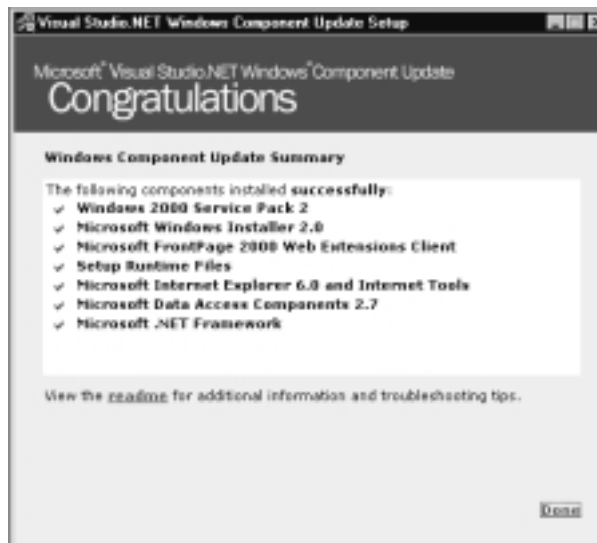 Visual Studio.NET Windows Component Update Setup
Microsoft® Visual Studio.NET Windows® Component Update
Congratulations
Windows Component Update Summary
The following components installed successfully:
✓ Windows 2000 Service Pack 2
✓ Microsoft Windows Installer 2.0
✓ Microsoft FrontPage 2000 Web Extensions Client
✓ Setup Runtime Files
✓ Microsoft Internet Explorer 6.0 and Internet Tools
✓ Microsoft Data Access Components 2.7
✓ Microsoft .NET Framework
View the readme for additional information and troubleshooting tips.
Done